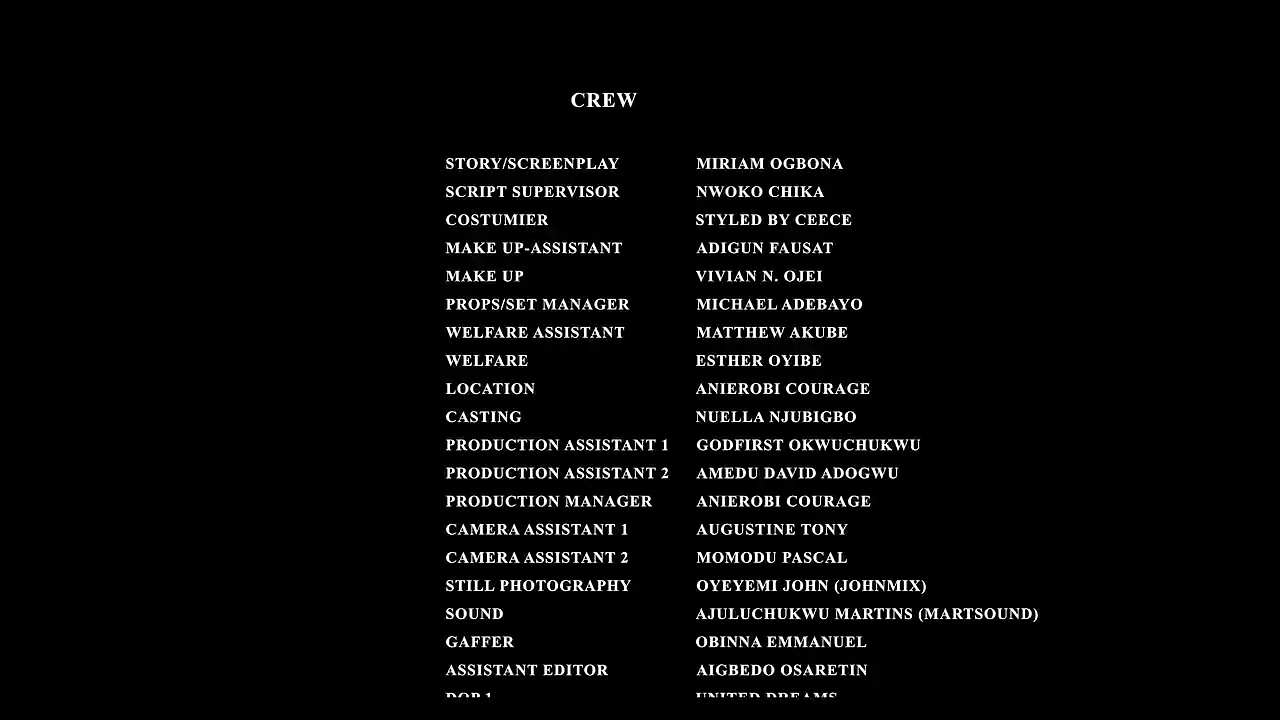 CREW
STORY/SCREENPLAY MIRIAM OGBONA
SCRIPT SUPERVISOR NWOKO CHIKA
COSTUMIER STYLED BY CEECE
MAKE UP-ASSISTANT ADIGUN FAUSAT
MAKE UP VIVIAN N. OJEI
PROPS/SET MANAGER MICHAEL ADEBAYO
WELFARE ASSISTANT MATTHEW AKUBE
WELFARE ESTHER OYIBE
LOCATION ANIEROBI COURAGE
CASTING NUELLA NJUBIGBO
PRODUCTION ASSISTANT 1 GODFIRST OKWUCHUKWU
PRODUCTION ASSISTANT 2 AMEDU DAVID ADOGWU
PRODUCTION MANAGER ANIEROBI COURAGE
CAMERA ASSISTANT 1 AUGUSTINE TONY
CAMERA ASSISTANT 2 MOMODU PASCAL
STILL PHOTOGRAPHY OYEYEMI JOHN (JOHNMIX)
SOUND AJULUCHUKWU MARTINS (MARTSOUND)
GAFFER OBINNA EMMANUEL
ASSISTANT EDITOR AIGBEDO OSARETIN
DOP 1 UNITED DREAMS